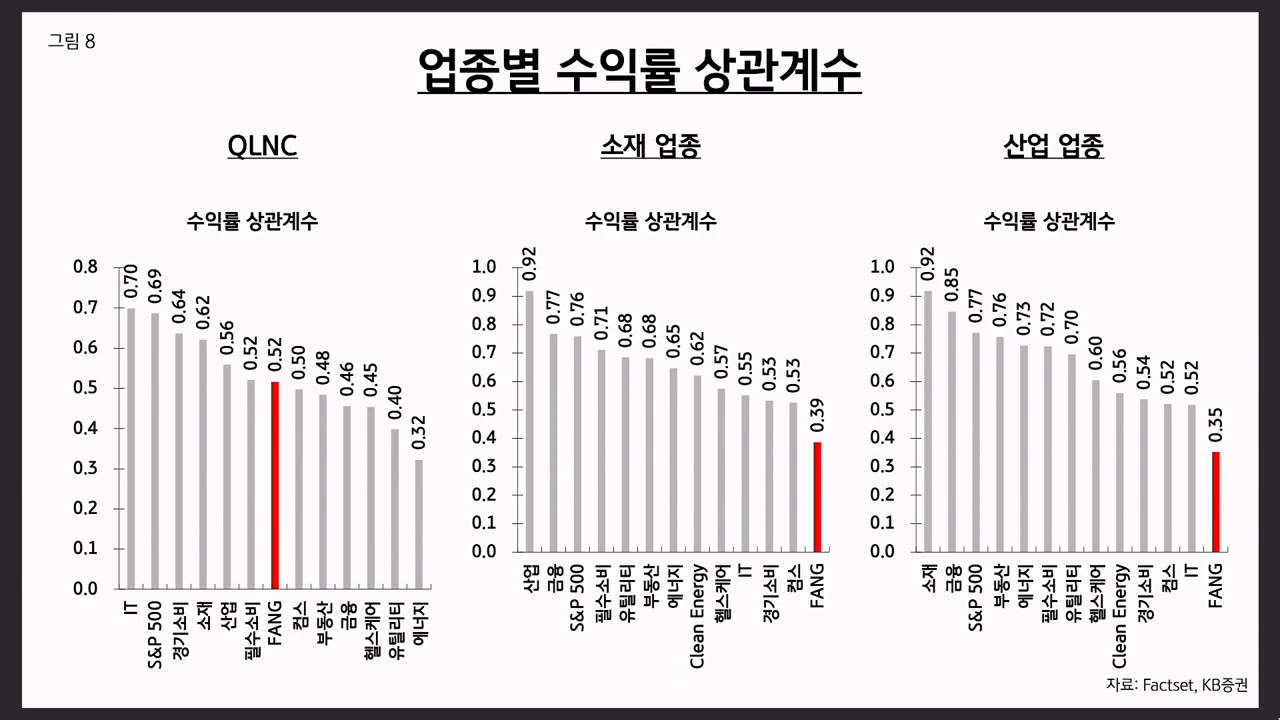 그림 8
업종별 수익률 상관계수
QLNC
수익률 상관계수
0.8
0.7
0.6
0.5
0.4
0.3
0.2
0.1
0.0
0.70
0.69
0.64
0.62
0.56
0.52
0.52
0.50
0.48
0.46
0.45
0.40
0.32
IT
S&P 500
경기소비
소재
산업
필수소비
FANG
컴스
부동산
금융
헬스케어
유틸리티
에너지
소재 업종
수익률 상관계수
1.0
0.9
0.8
0.7
0.6
0.5
0.4
0.3
0.2
0.1
0.0
0.92
0.77
0.76
0.71
0.68
0.68
0.65
0.62
0.57
0.55
0.53
0.53
0.39
산업
금융
S&P 500
필수소비
유틸리티
부동산
에너지
Clean Energy
헬스케어
IT
경기소비
컴스
FANG
산업 업종
수익률 상관계수
1.0
0.9
0.8
0.7
0.6
0.5
0.4
0.3
0.2
0.1
0.0
0.92
0.85
0.77
0.76
0.73
0.72
0.70
0.60
0.56
0.54
0.52
0.52
0.35
소재
금융
S&P 500
부동산
에너지
필수소비
유틸리티
헬스케어
Clean Energy
경기소비
컴스
IT
FANG
자료: Factset, KB증권